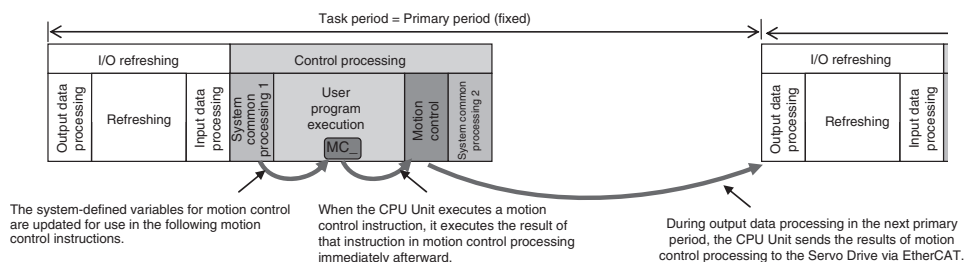 Task period = Primary period (fixed)
I/O refreshing
Control processing
I/O refreshing
Output data
processing
Refreshing
Input data
processing
System
common
processing 1
User
program
execution
MC_
Motion
control
System common
processing 2
Output data
processing
Refreshing
Input data
processing
The system-defined variables for motion control
are updated for use in the following motion
control instructions.
When the CPU Unit executes a motion
control instruction, it executes the result of
that instruction in motion control processing
immediately afterward.
During output data processing in the next primary
period, the CPU Unit sends the results of motion
control processing to the Servo Drive via EtherCAT.